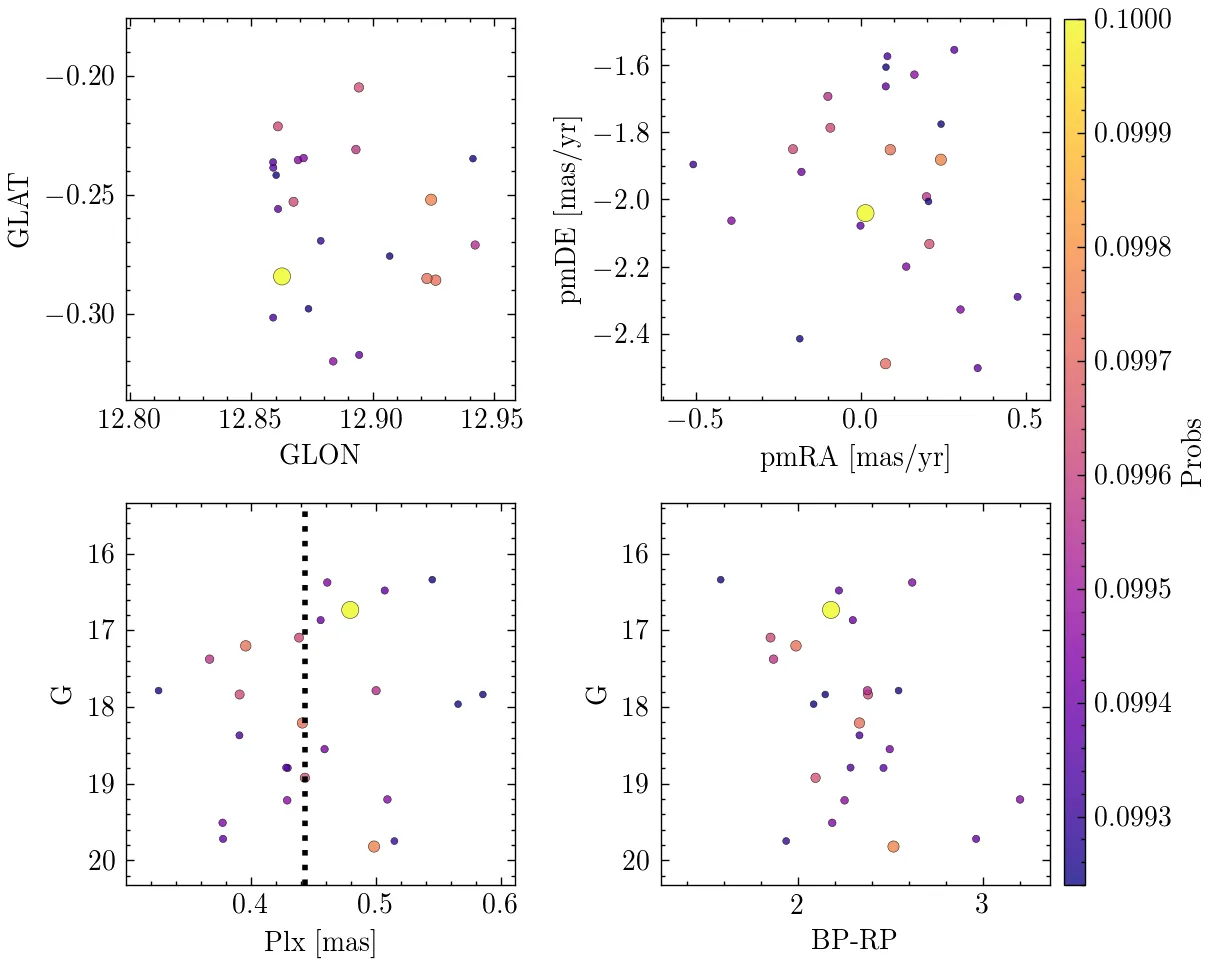 −0.20
−0.25
−0.30
GLAT
12.80 12.85 12.90 12.95
GLON
−1.6
−1.8
−2.0
−2.2
−2.4
pmDE [mas/yr]
−0.5 0.0 0.5
pmRA [mas/yr]
16
17
18
19
20
G
0.4 0.5 0.6
Plx [mas]
16
17
18
19
20
G
2 3
BP-RP
0.1000
0.0999
0.0998
0.0997
0.0996
0.0995
0.0994
0.0993
Probs